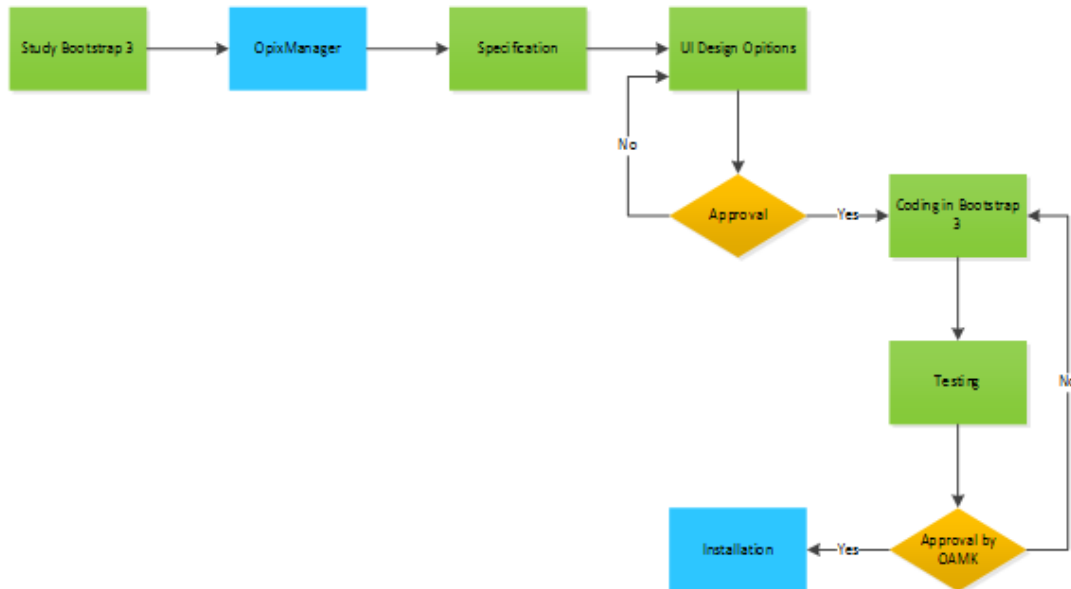 Study Bootstrap 3
OpixManager
Specification
UI Design Opitions
No
Approval
Yes
Coding in Bootstrap
3
Testing
No
Installation
Yes
Approval by
OAMK